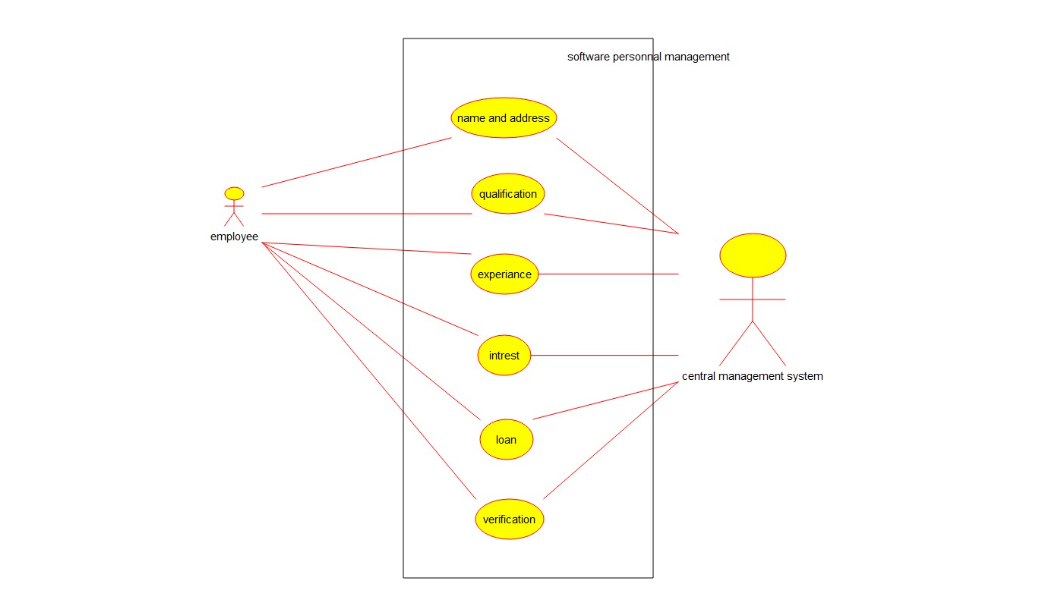 software personnal management
name and address
qualification
employee
experiance
intrest
central management system
loan
verification